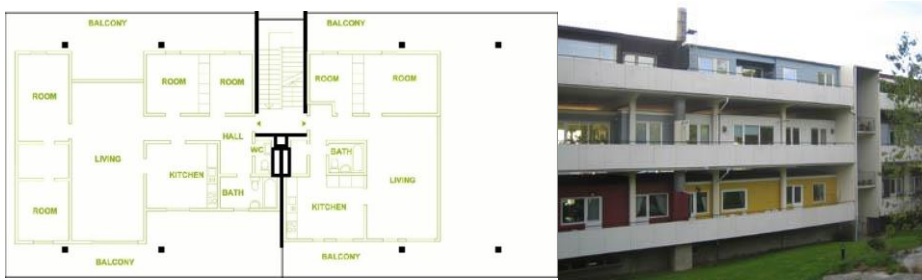 BALCONY BALCONY
ROOM ROOM ROOM ROOM
ROOM
HALL
WC
LIVING BATH
KITCHEN LIVING
BATH
ROOM KITCHEN
BALCONY BALCONY